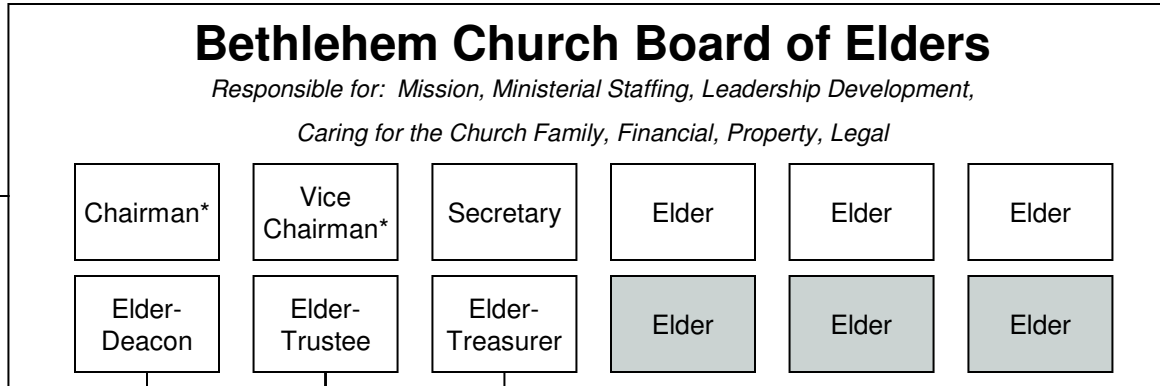 Bethlehem Church Board of Elders
Responsible for: Mission, Ministerial Staffing, Leadership Development,
Caring for the Church Family, Financial, Property, Legal
Chairman*
Vice
Chairman*
Secretary
Elder
Elder
Elder
Elder-
Deacon
Elder-
Trustee
Elder-
Treasurer
Elder
Elder
Elder